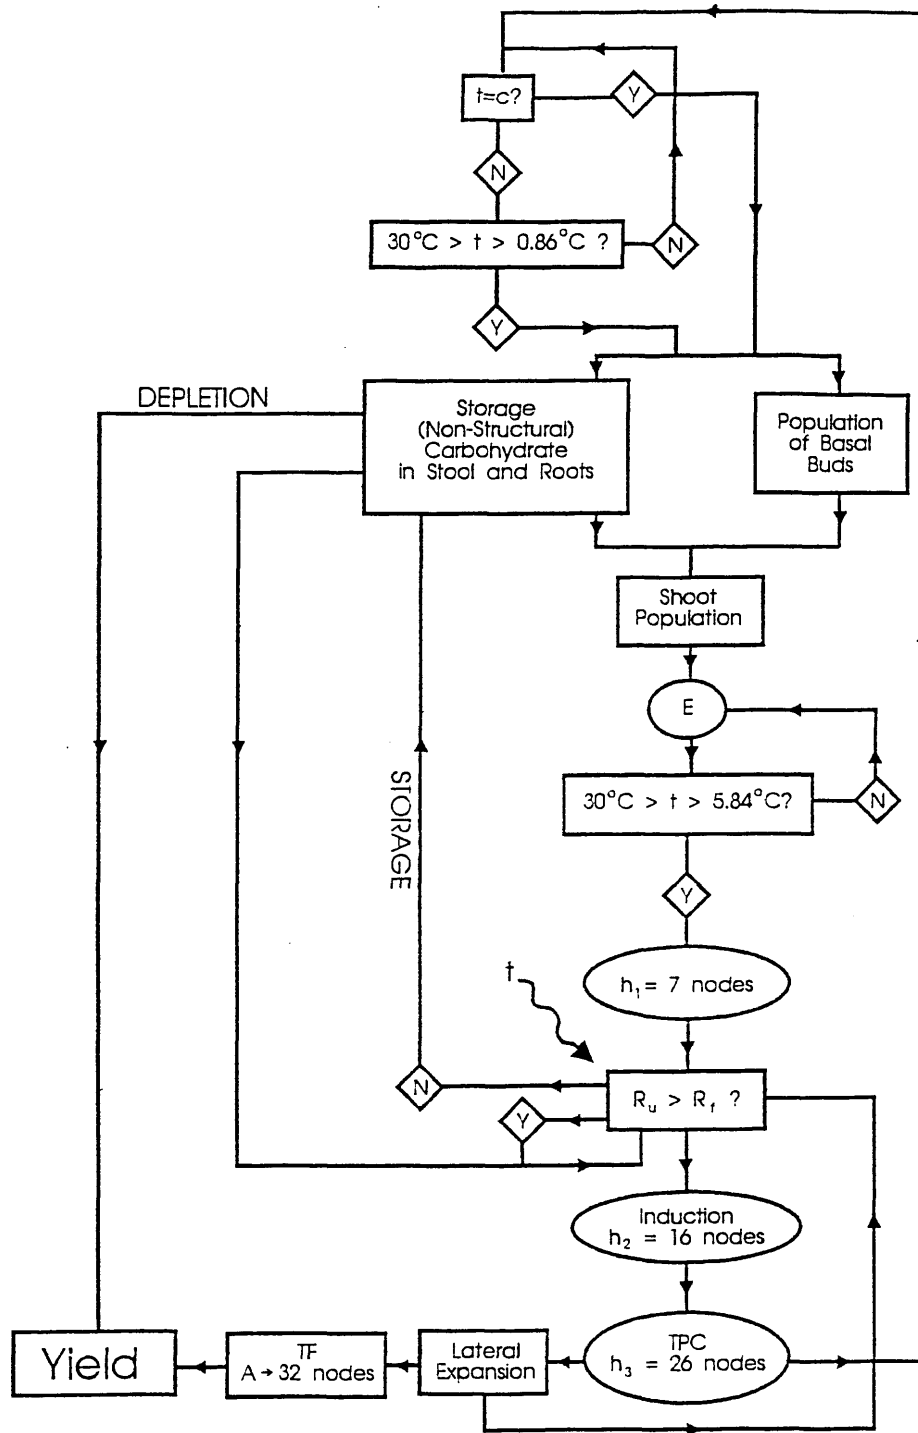 t=c?
Y
N
30°C > t > 0.86°C ?
N
Y
DEPLETION
Storage
(Non-Structural)
Carbohydrate
in Stool and Roots
Population
of Basal
Buds
Shoot
Population
E
30°C > t > 5.84°C?
N
STORAGE
Y
h₁ = 7 nodes
t
N
Rᵤ > Rf ?
Y
Induction
h₂ = 16 nodes
Yield
TF
A → 32 nodes
Lateral
Expansion
TPC
h₃ = 26 nodes